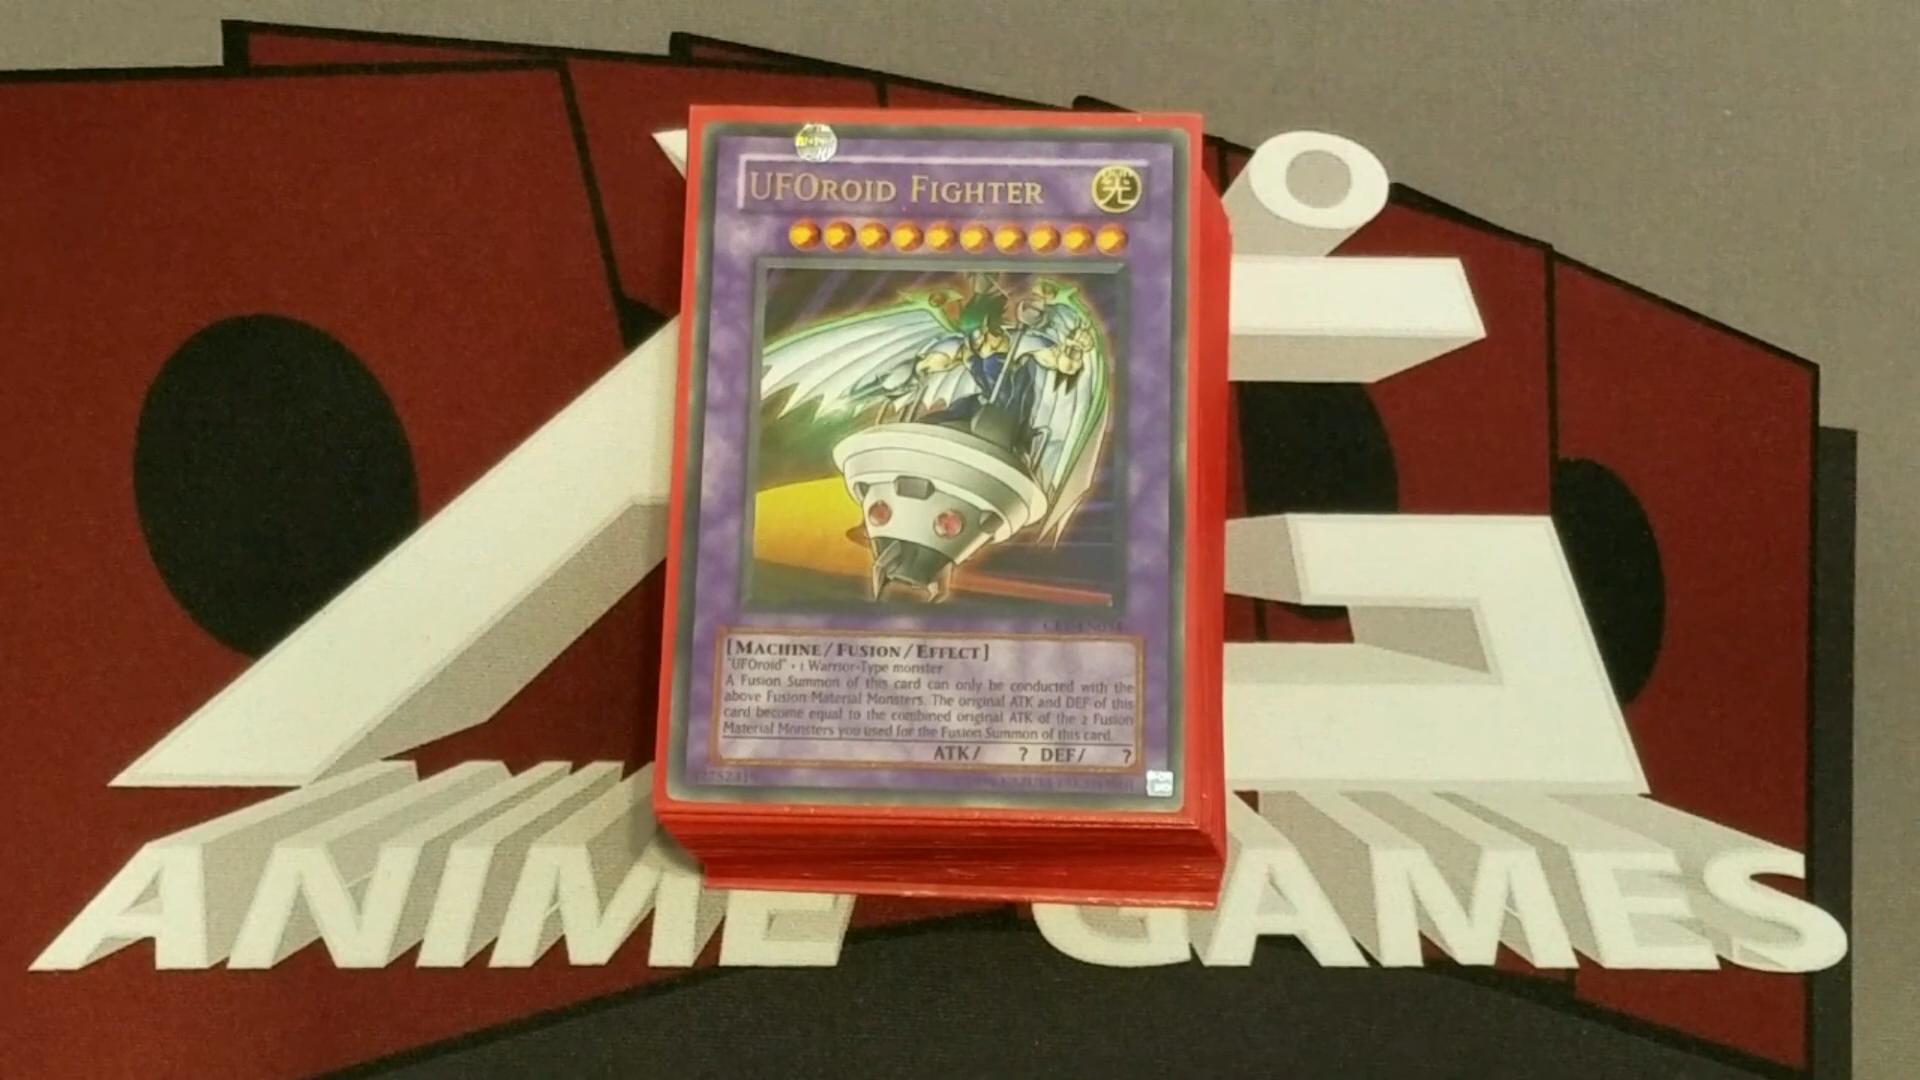 UFOROID FIGHTER
光
[MACHINE/FUSION/EFFECT]
"UFOroid" + 1 Warrior-Type monster
A Fusion Summon of this card can only be conducted with the
above Fusion Material Monsters. The original ATK and DEF of this
card become equal to the combined original ATK of the 2 Fusion
Material Monsters you used for the Fusion Summon of this card.
ATK/ ? DEF/ ?
ANIME GAMES